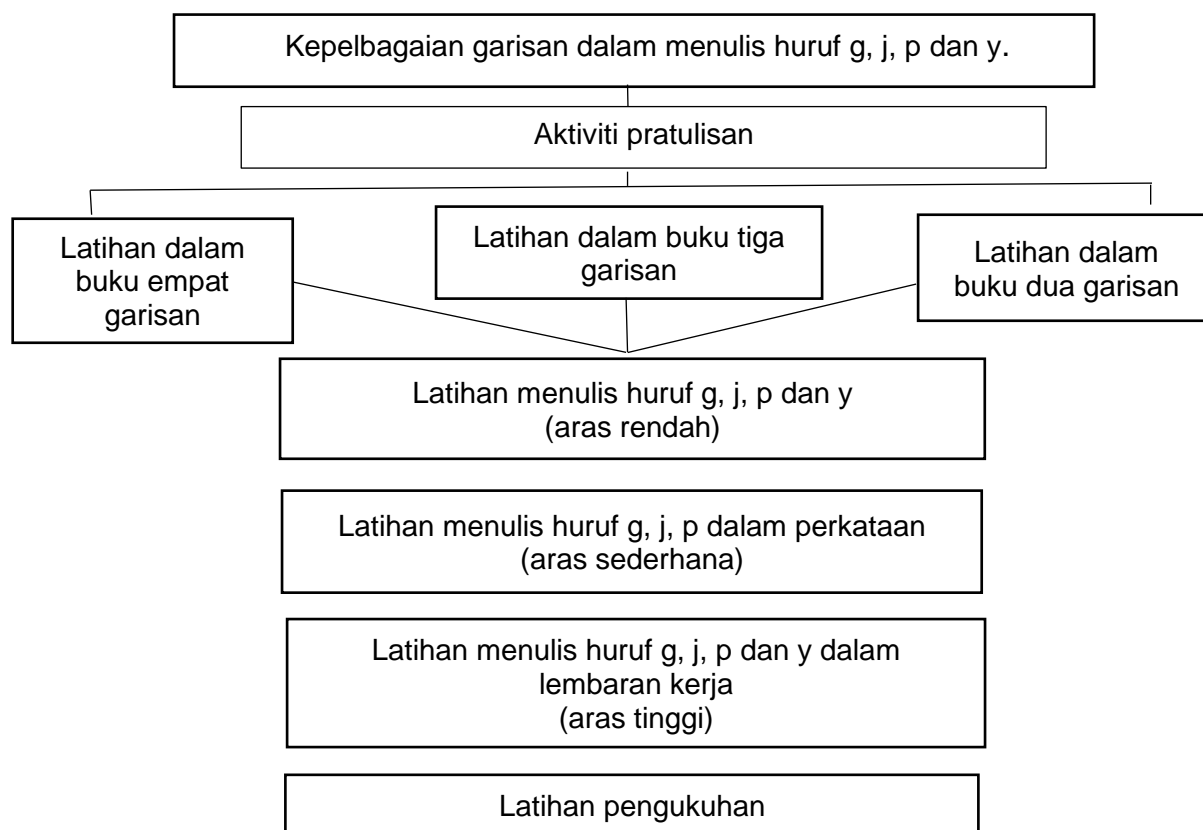 Kepelbagaian garisan dalam menulis huruf g, j, p dan y.
Aktiviti pratulisan
Latihan dalam
buku empat
garisan
Latihan dalam buku tiga
garisan
Latihan dalam
buku dua garisan
Latihan menulis huruf g, j, p dan y
(aras rendah)
Latihan menulis huruf g, j, p dalam perkataan
(aras sederhana)
Latihan menulis huruf g, j, p dan y dalam
lembaran kerja
(aras tinggi)
Latihan pengukuhan